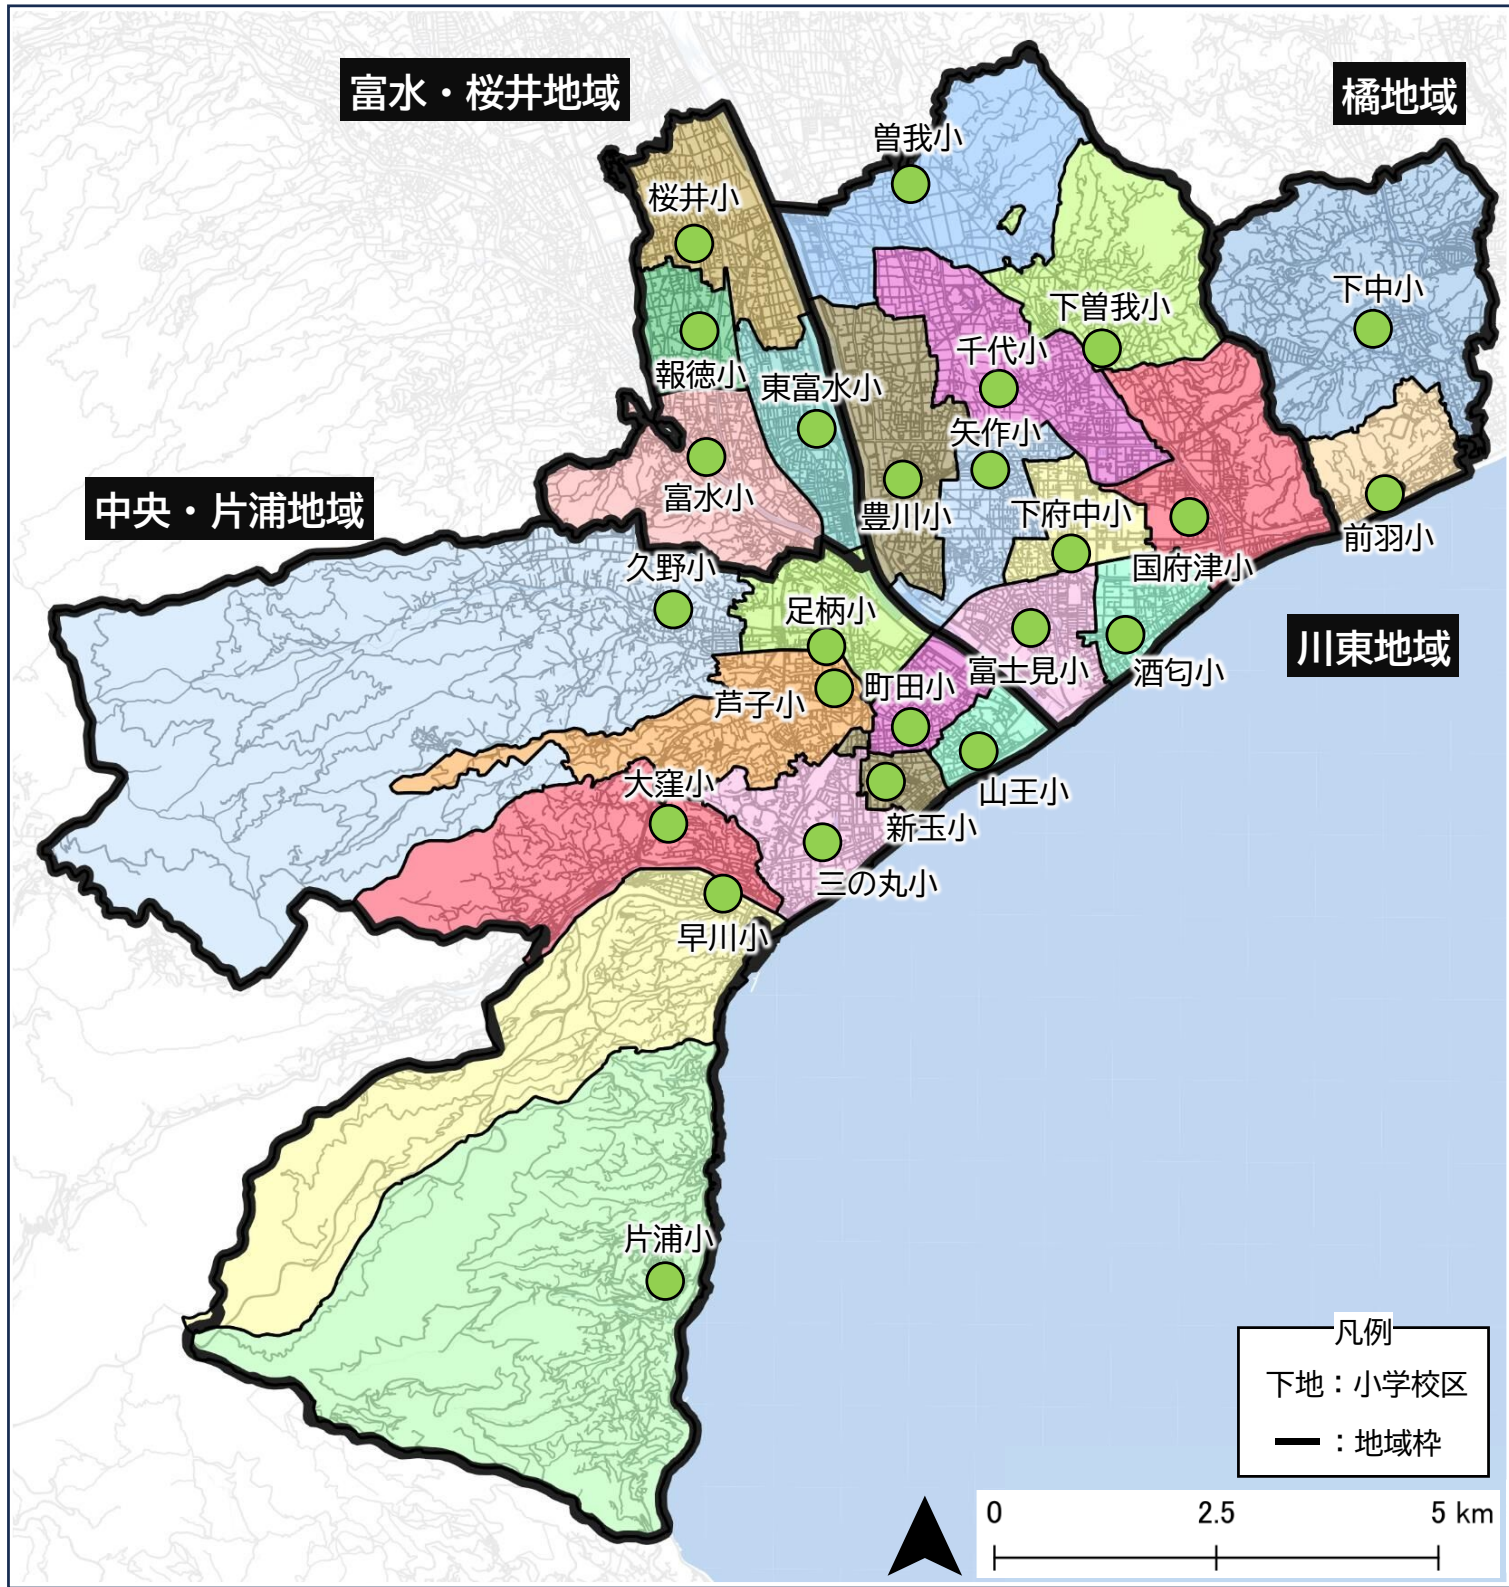 富水・桜井地域
橘地域
曽我小
桜井小
下中小
下曽我小
千代小
報徳小
東富水小
矢作小
富水小
中央・片浦地域
豊川小
下府中小
前羽小
久野小
国府津小
足柄小
川東地域
富士見小
酒匂小
町田小
芦子小
大窪小
山王小
新玉小
三の丸小
早川小
片浦小
凡例
下地：小学校区
：地域枠
0 2.5 5 km